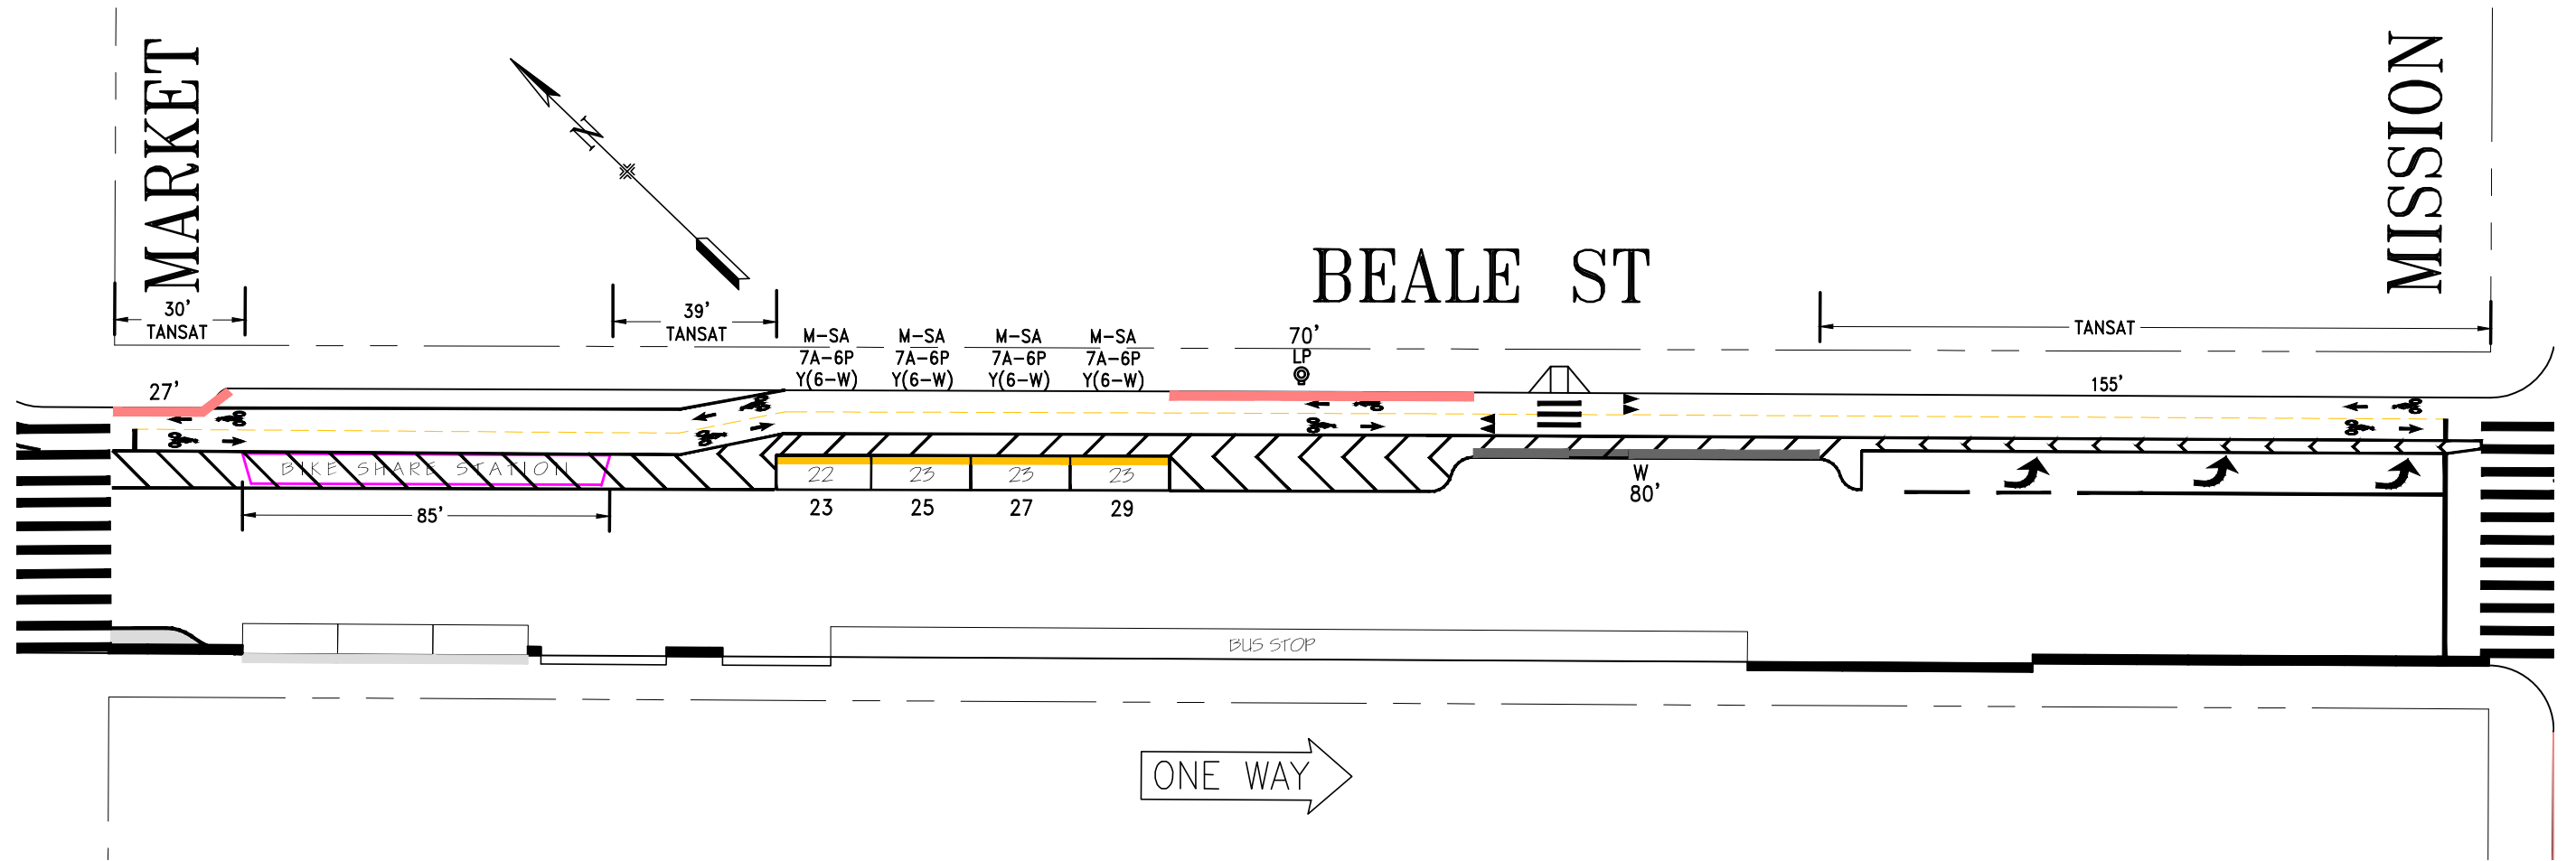 MARKET
MISSION
N
BEALE ST
30'
TANSAT
39'
TANSAT
TANSAT
M-SA
7A-6P
Y(6-W)
M-SA
7A-6P
Y(6-W)
M-SA
7A-6P
Y(6-W)
M-SA
7A-6P
Y(6-W)
70'
LP
27'
155'
BIKE SHARE STATION
22
23
23
23
W
80'
23
25
27
29
85'
BUS STOP
ONE WAY